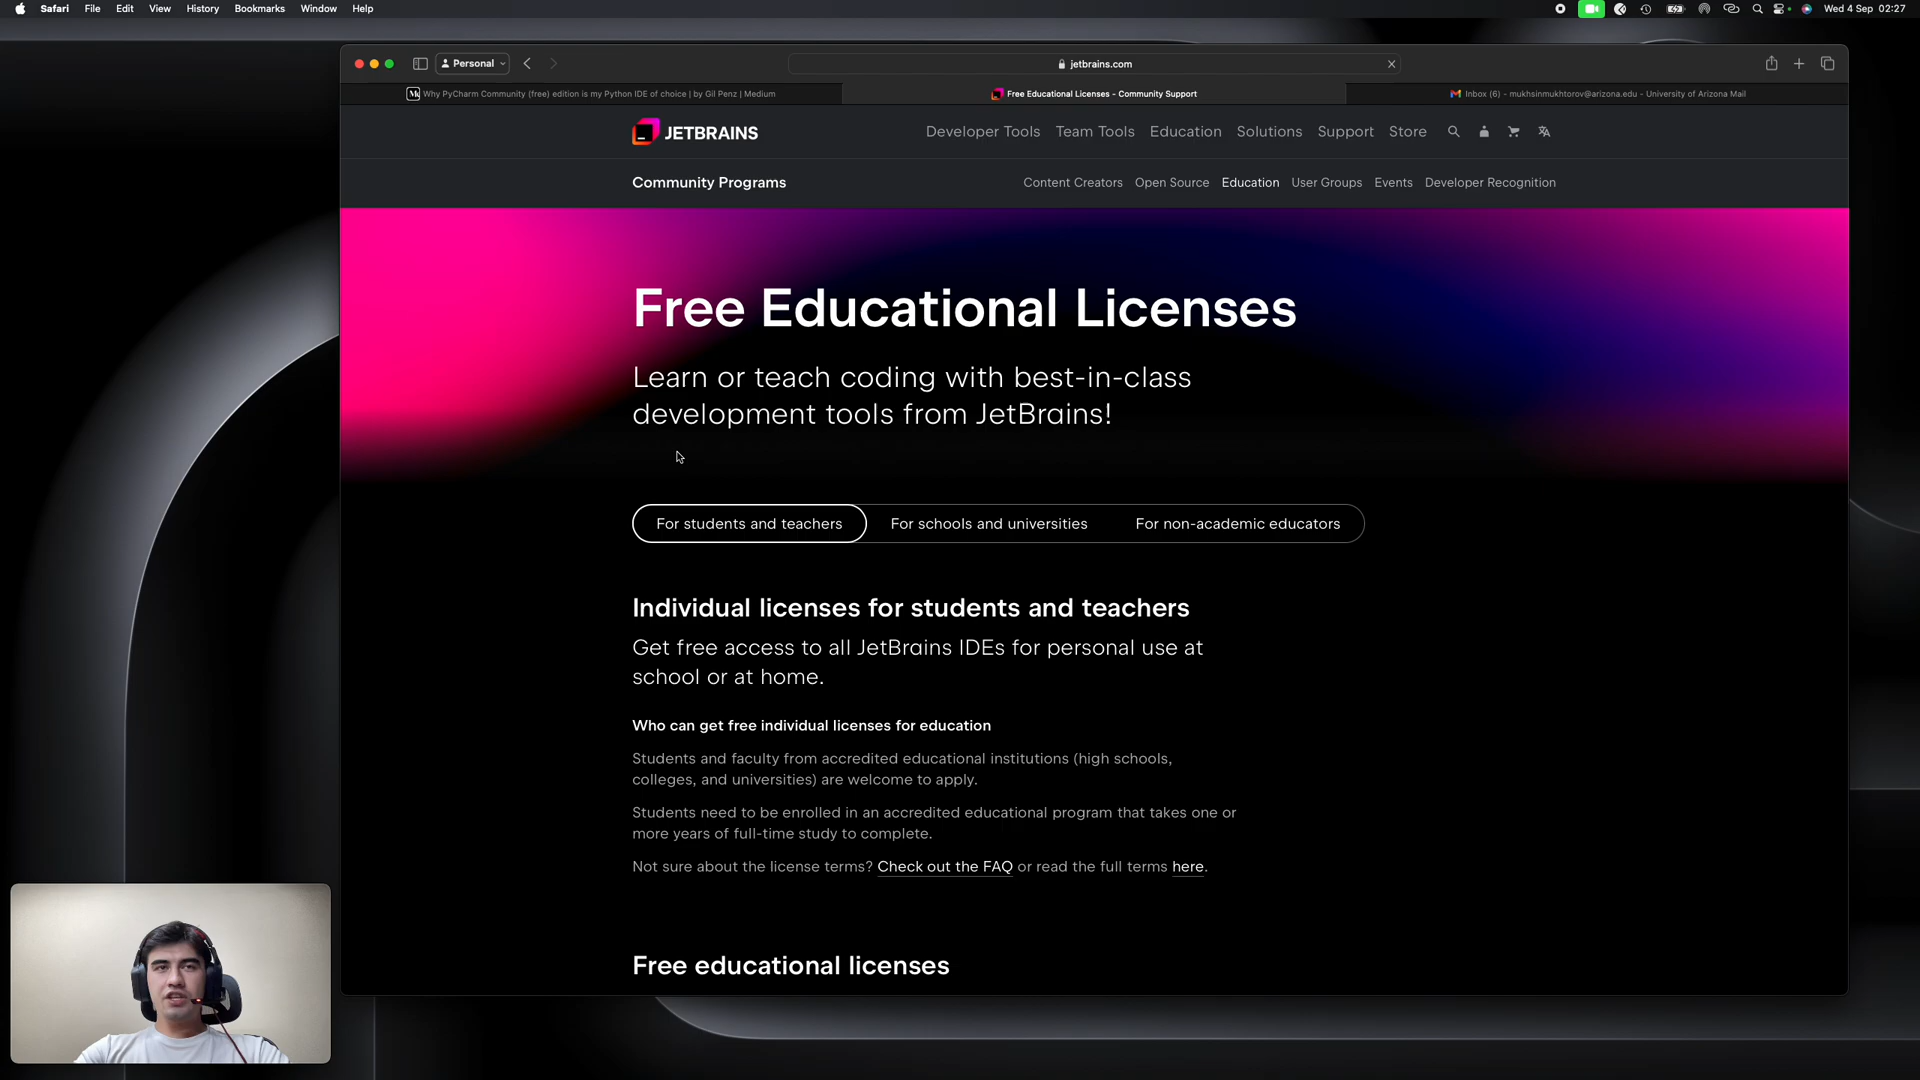 Safari File Edit View History Bookmarks Window Help Wed 4 Sep 02:27
Personal jetbrains.com
Why PyCharm Community (free) edition is my Python IDE of choice | by Gil Penz | Medium
Free Educational Licenses - Community Support
Inbox (6) - mukhsinmukhtorov@arizona.edu - University of Arizona Mail
JETBRAINS
Developer Tools Team Tools Education Solutions Support Store
Community Programs
Content Creators Open Source Education User Groups Events Developer Recognition
Free Educational Licenses
Learn or teach coding with best-in-class
development tools from JetBrains!
For students and teachers For schools and universities For non-academic educators
Individual licenses for students and teachers
Get free access to all JetBrains IDEs for personal use at
school or at home.
Who can get free individual licenses for education
Students and faculty from accredited educational institutions (high schools,
colleges, and universities) are welcome to apply.
Students need to be enrolled in an accredited educational program that takes one or
more years of full-time study to complete.
Not sure about the license terms? Check out the FAQ or read the full terms here.
Free educational licenses